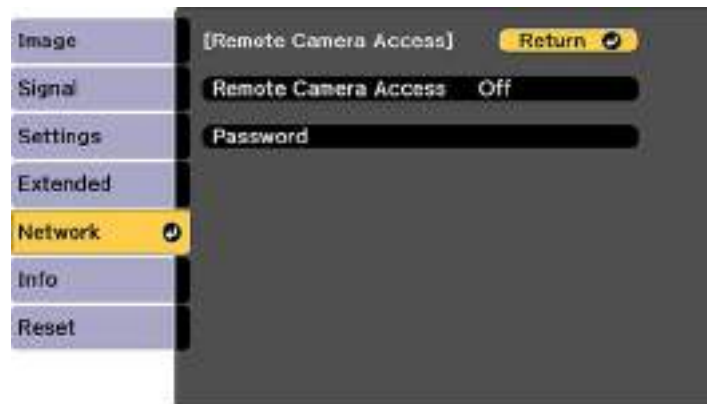 Image
Signal
Settings
Extended
Network
Info
Reset
[Remote Camera Access] Return
Remote Camera Access Off
Password